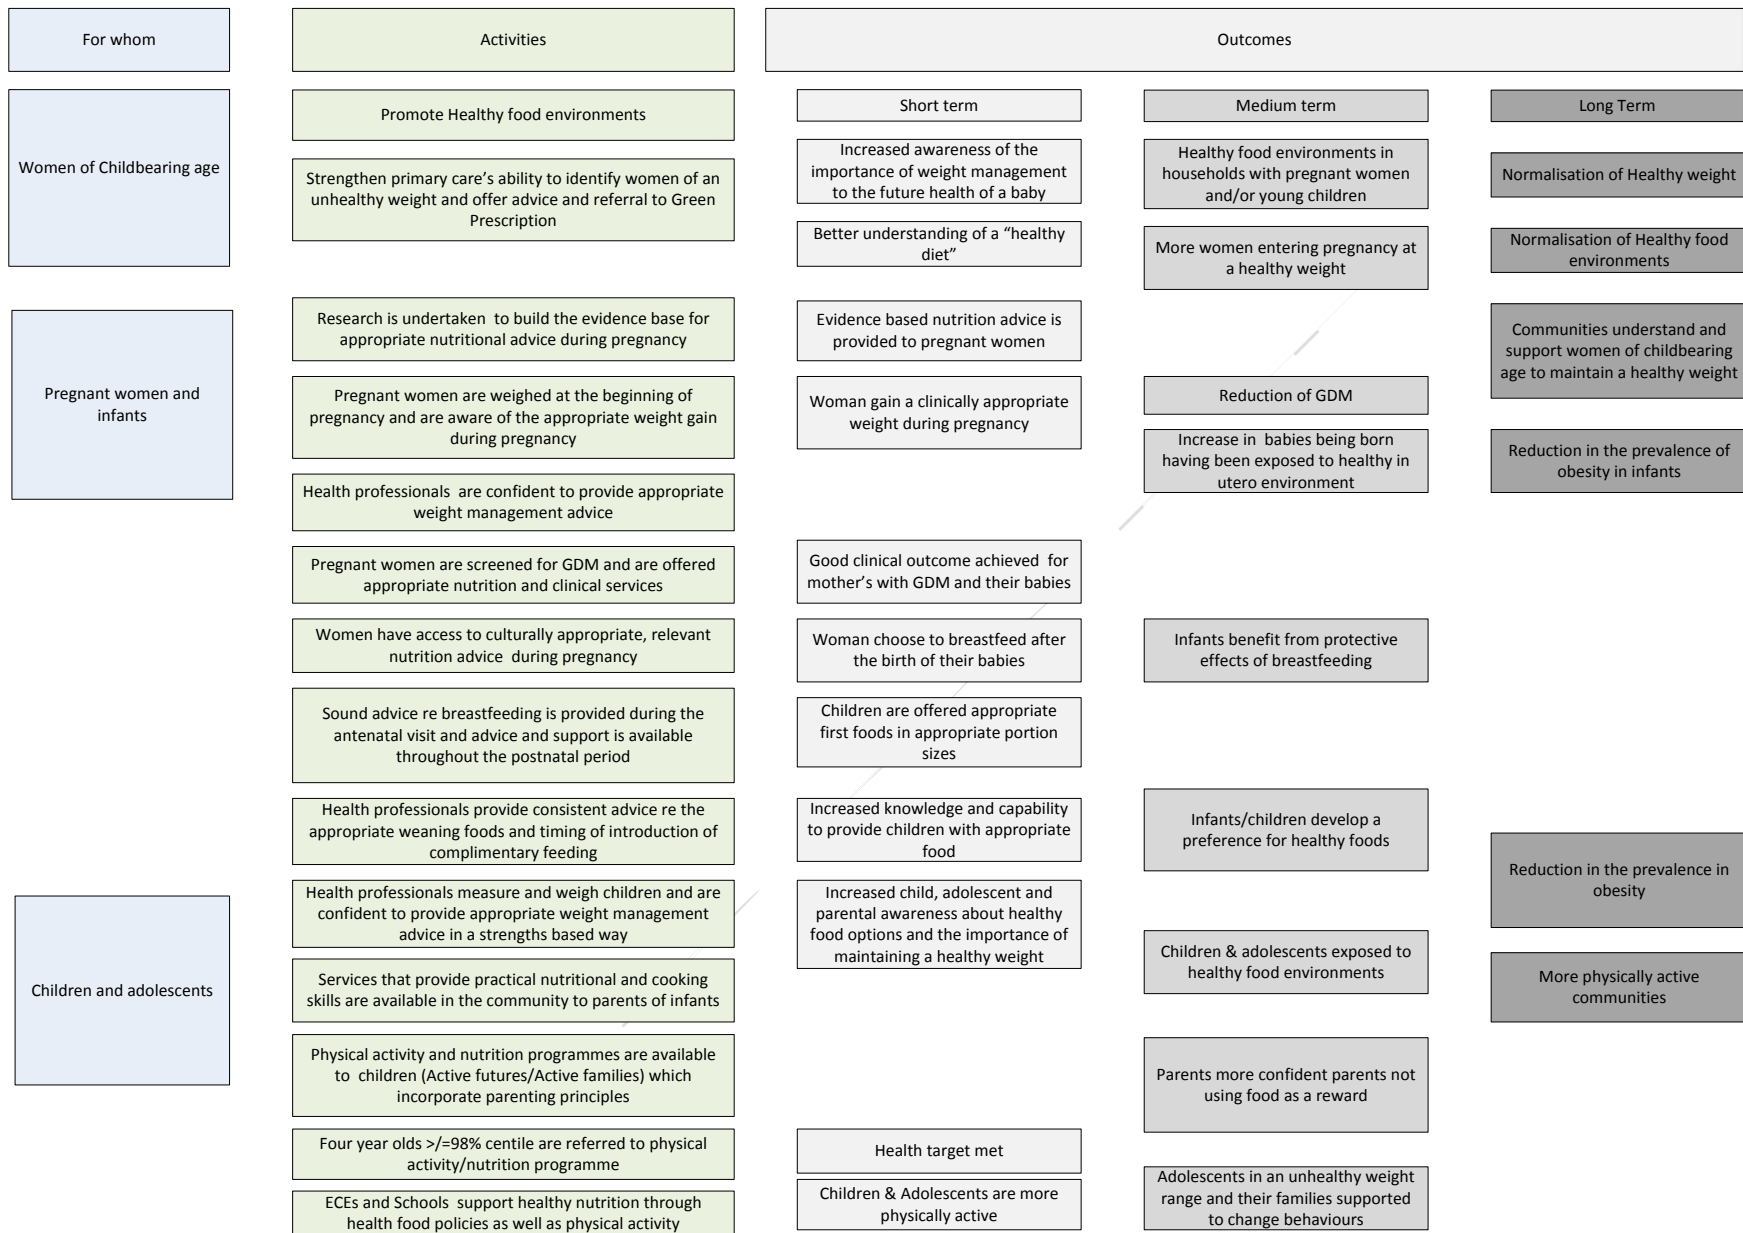 For whom
Activities
Outcomes
Women of Childbearing age
Promote Healthy food environments
Strengthen primary care’s ability to identify women of an
unhealthy weight and offer advice and referral to Green
Prescription
Short term
Increased awareness of the
importance of weight management
to the future health of a baby
Better understanding of a “healthy
diet”
Medium term
Healthy food environments in
households with pregnant women
and/or young children
More women entering pregnancy at
a healthy weight
Long Term
Normalisation of Healthy weight
Normalisation of Healthy food
environments
Pregnant women and
infants
Research is undertaken to build the evidence base for
appropriate nutritional advice during pregnancy
Pregnant women are weighed at the beginning of
pregnancy and are aware of the appropriate weight gain
during pregnancy
Health professionals are confident to provide appropriate
weight management advice
Pregnant women are screened for GDM and are offered
appropriate nutrition and clinical services
Women have access to culturally appropriate, relevant
nutrition advice during pregnancy
Sound advice re breastfeeding is provided during the
antenatal visit and advice and support is available
throughout the postnatal period
Health professionals provide consistent advice re the
appropriate weaning foods and timing of introduction of
complimentary feeding
Evidence based nutrition advice is
provided to pregnant women
Woman gain a clinically appropriate
weight during pregnancy
Good clinical outcome achieved for
mother’s with GDM and their babies
Woman choose to breastfeed after
the birth of their babies
Children are offered appropriate
first foods in appropriate portion
sizes
Increased knowledge and capability
to provide children with appropriate
food
Reduction of GDM
Increase in babies being born
having been exposed to healthy in
utero environment
Infants benefit from protective
effects of breastfeeding
Infants/children develop a
preference for healthy foods
Communities understand and
support women of childbearing
age to maintain a healthy weight
Reduction in the prevalence of
obesity in infants
Children and adolescents
Health professionals measure and weigh children and are
confident to provide appropriate weight management
advice in a strengths based way
Services that provide practical nutritional and cooking
skills are available in the community to parents of infants
Physical activity and nutrition programmes are available
to children (Active futures/Active families) which
incorporate parenting principles
Four year olds >/=98% centile are referred to physical
activity/nutrition programme
ECEs and Schools support healthy nutrition through
health food policies as well as physical activity
Increased child, adolescent and
parental awareness about healthy
food options and the importance of
maintaining a healthy weight
Health target met
Children & Adolescents are more
physically active
Children & adolescents exposed to
healthy food environments
Parents more confident parents not
using food as a reward
Adolescents in an unhealthy weight
range and their families supported
to change behaviours
Reduction in the prevalence in
obesity
More physically active
communities